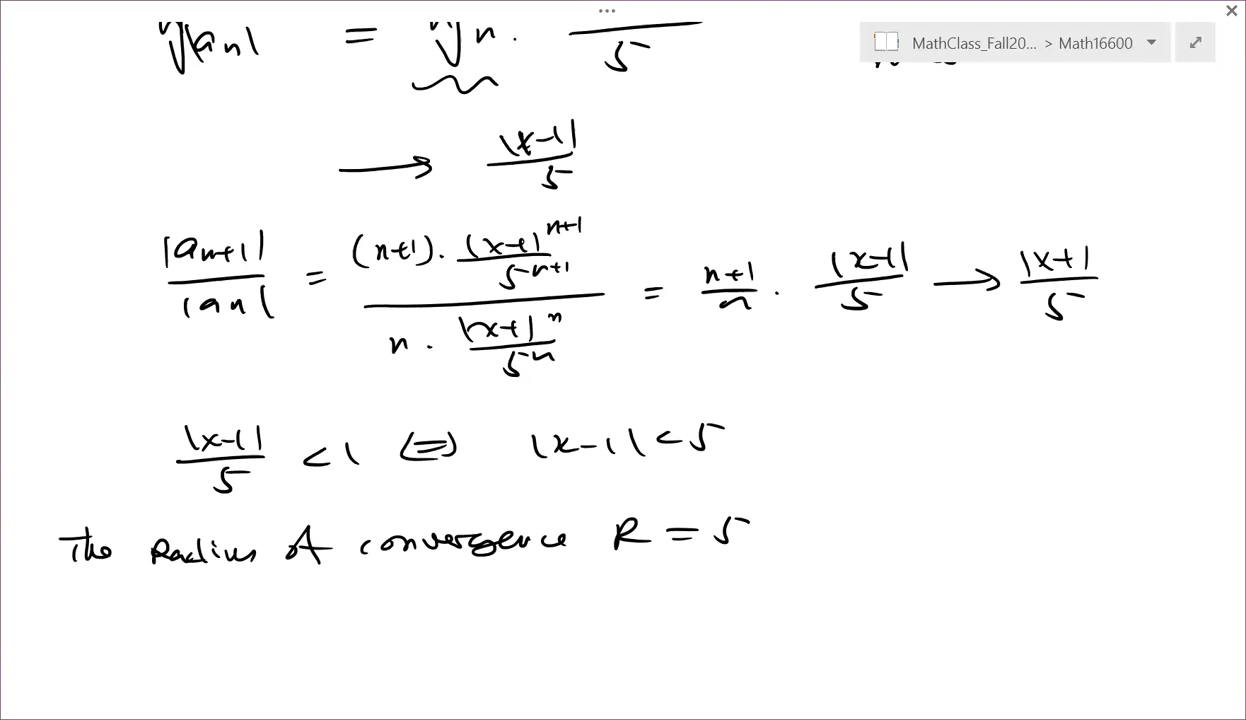 MathClass_Fall20... > Math16600
ⁿ√|aₙ| = ⁿ√n · /5
→ |x-1|/5
|aₙ₊₁|/|aₙ| = ((n+1) · |x-1|ⁿ⁺¹/5ⁿ⁺¹)/(n · |x-1|ⁿ/5ⁿ) = (n+1)/n · |x-1|/5 → |x-1|/5
|x-1|/5 < 1 ⟺ |x-1| < 5
The Radius of convergence R = 5